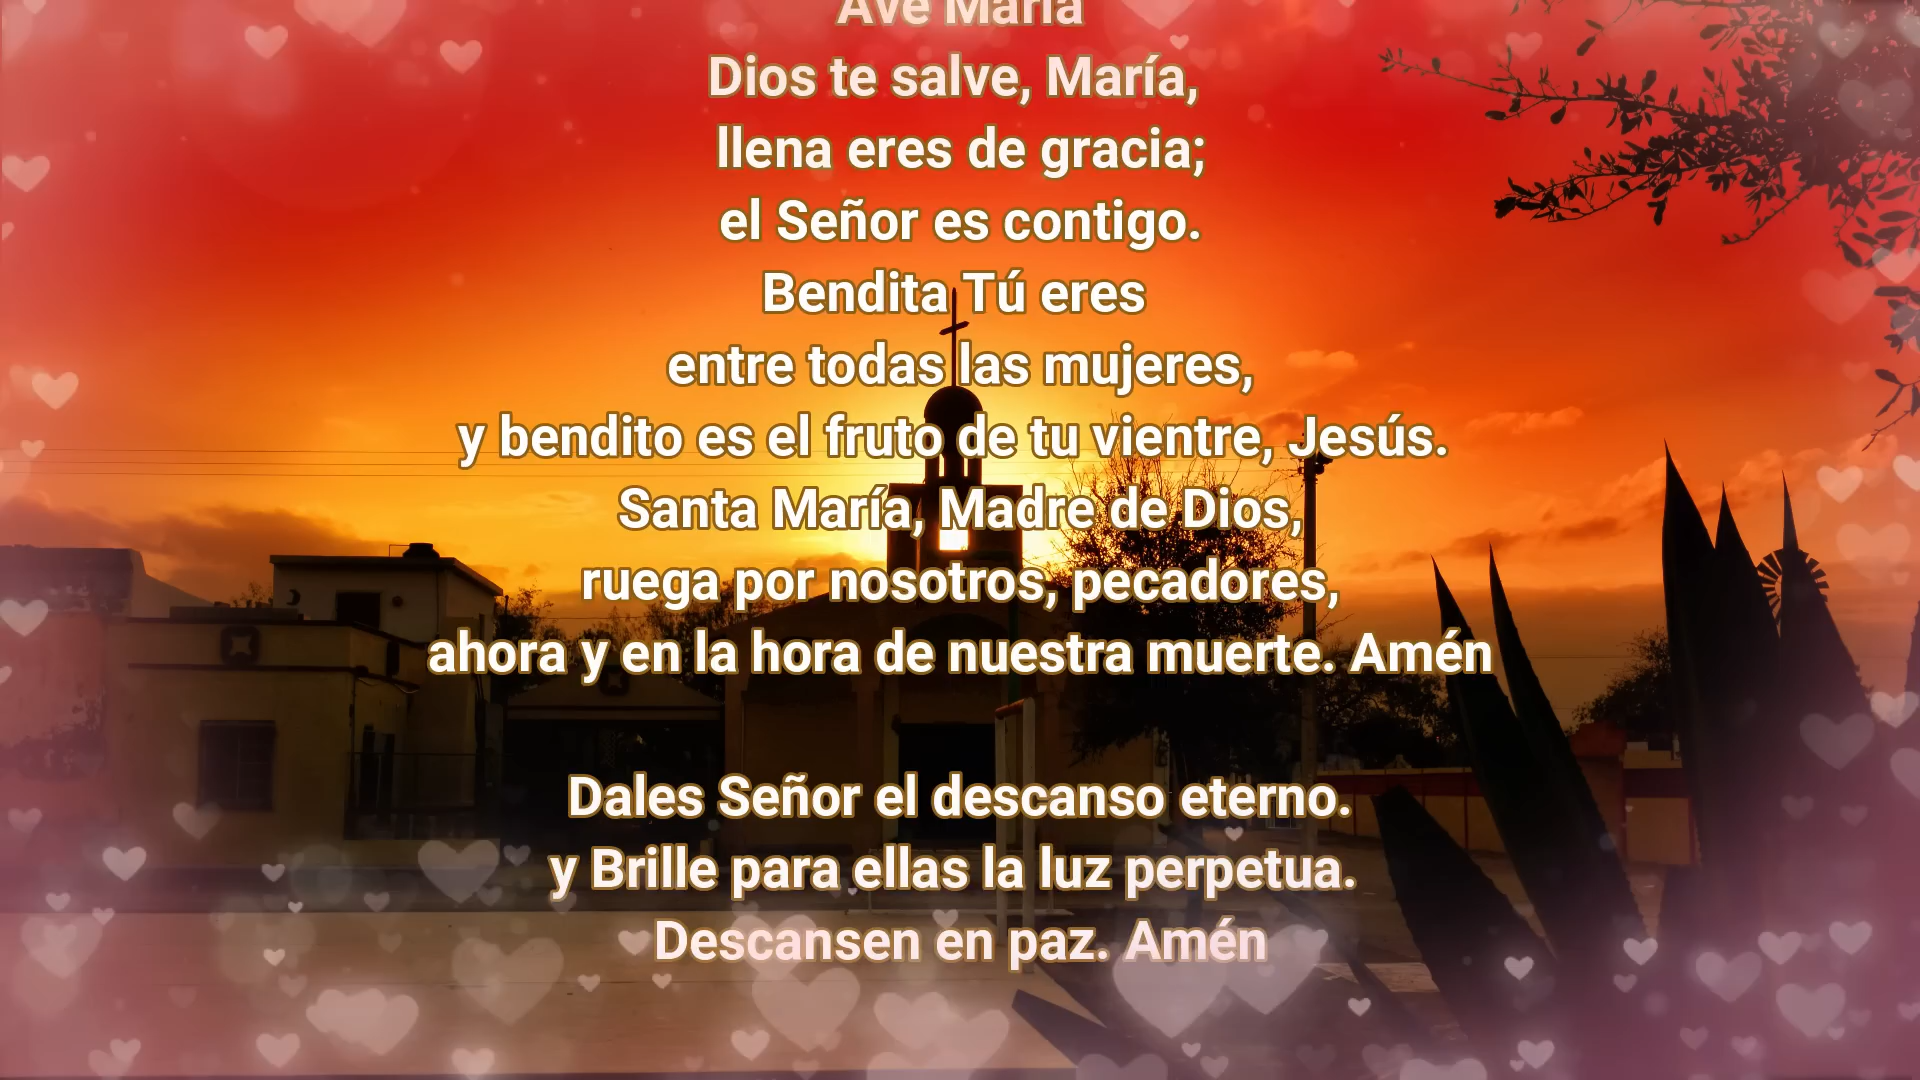 Ave María
Dios te salve, María,
llena eres de gracia;
el Señor es contigo.
Bendita Tú eres
entre todas las mujeres,
y bendito es el fruto de tu vientre, Jesús.
Santa María, Madre de Dios,
ruega por nosotros, pecadores,
ahora y en la hora de nuestra muerte. Amén
Dales Señor el descanso eterno.
y Brille para ellas la luz perpetua.
Descansen en paz. Amén